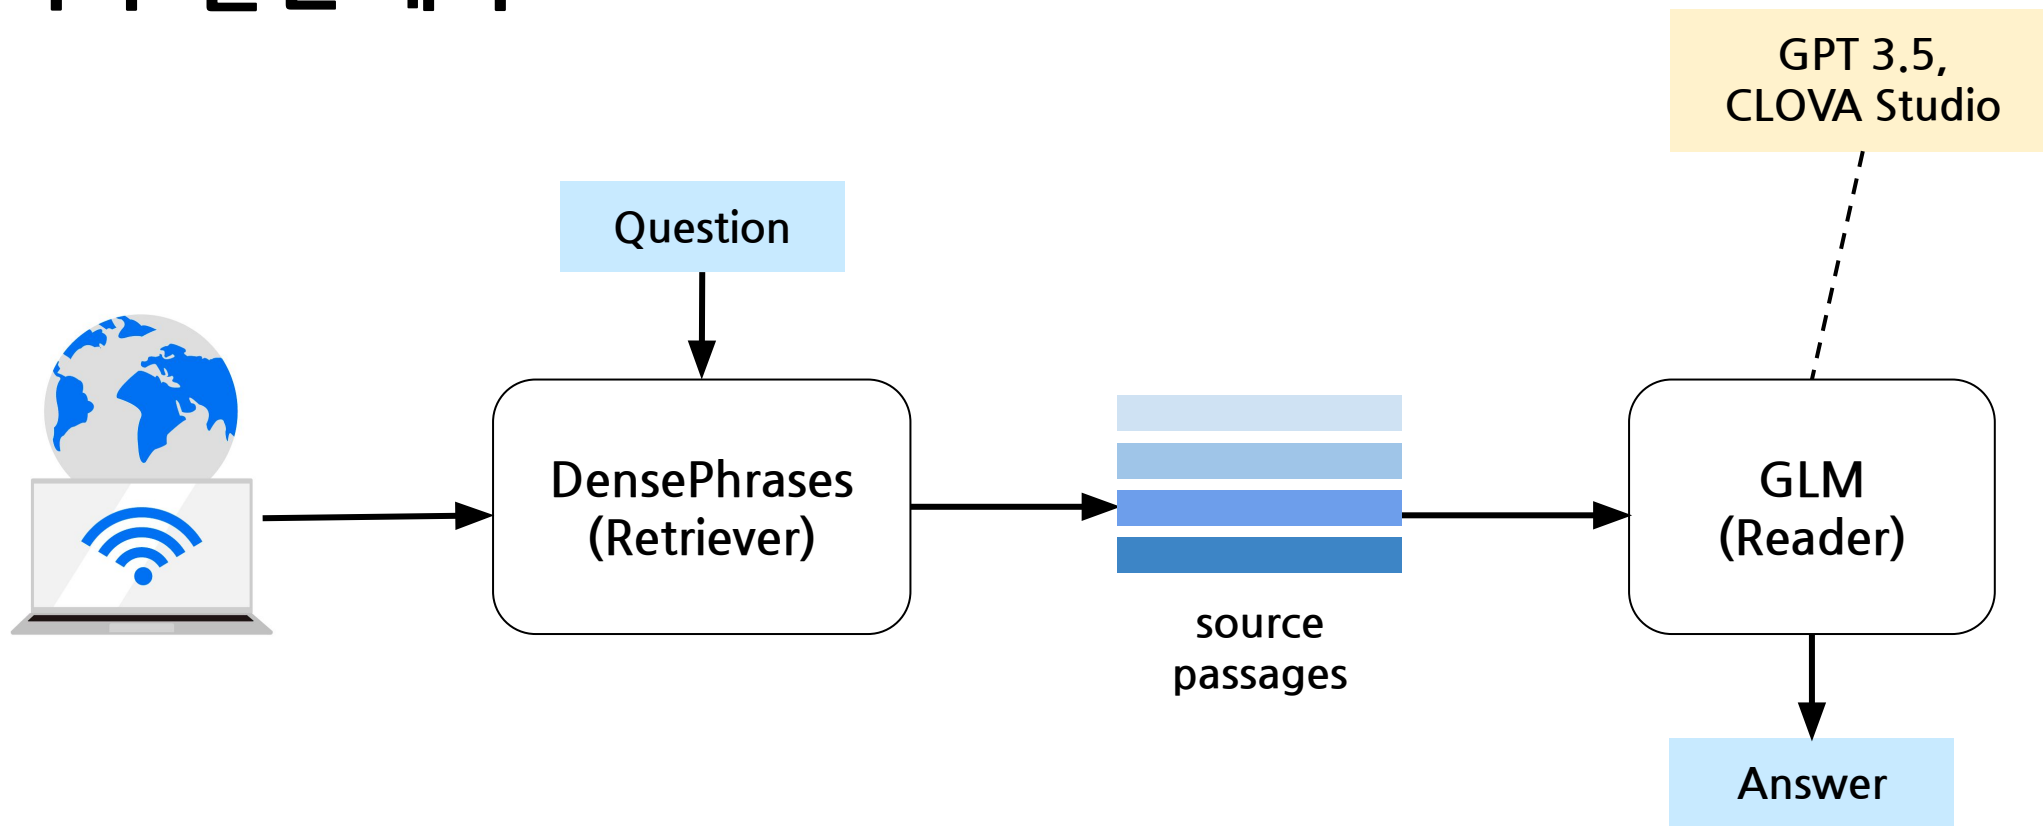 GPT 3.5,
CLOVA Studio
Question
DensePhrases
(Retriever)
source
passages
GLM
(Reader)
Answer